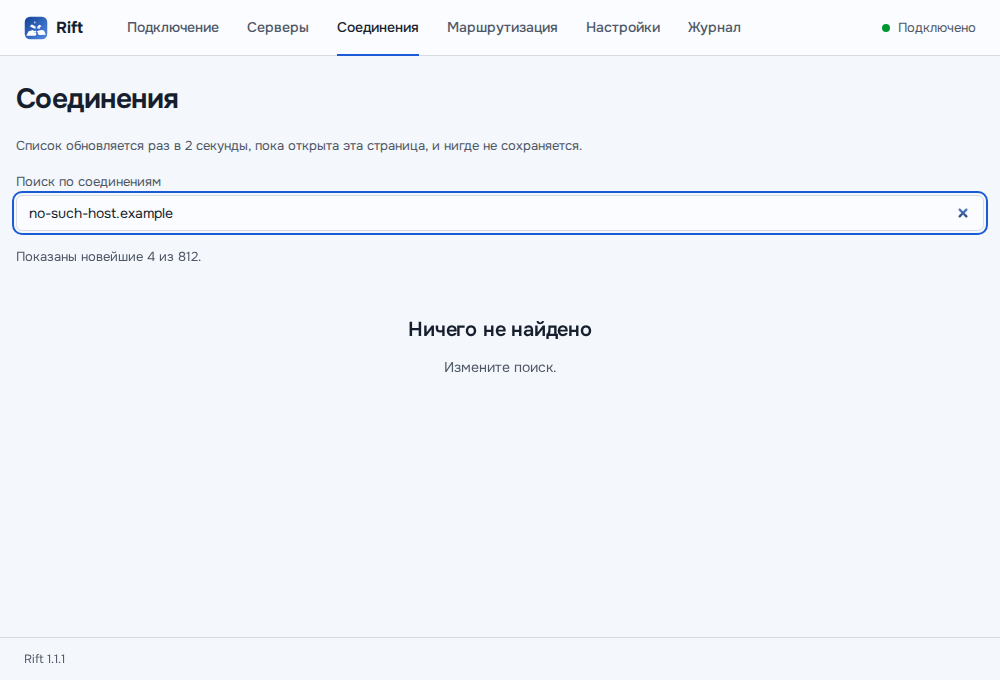 Rift
Подключение
Серверы
Соединения
Маршрутизация
Настройки
Журнал
Подключено
Соединения
Список обновляется раз в 2 секунды, пока открыта эта страница, и нигде не сохраняется.
Поиск по соединениям
no-such-host.example
Показаны новейшие 4 из 812.
Ничего не найдено
Измените поиск.
Rift 1.1.1